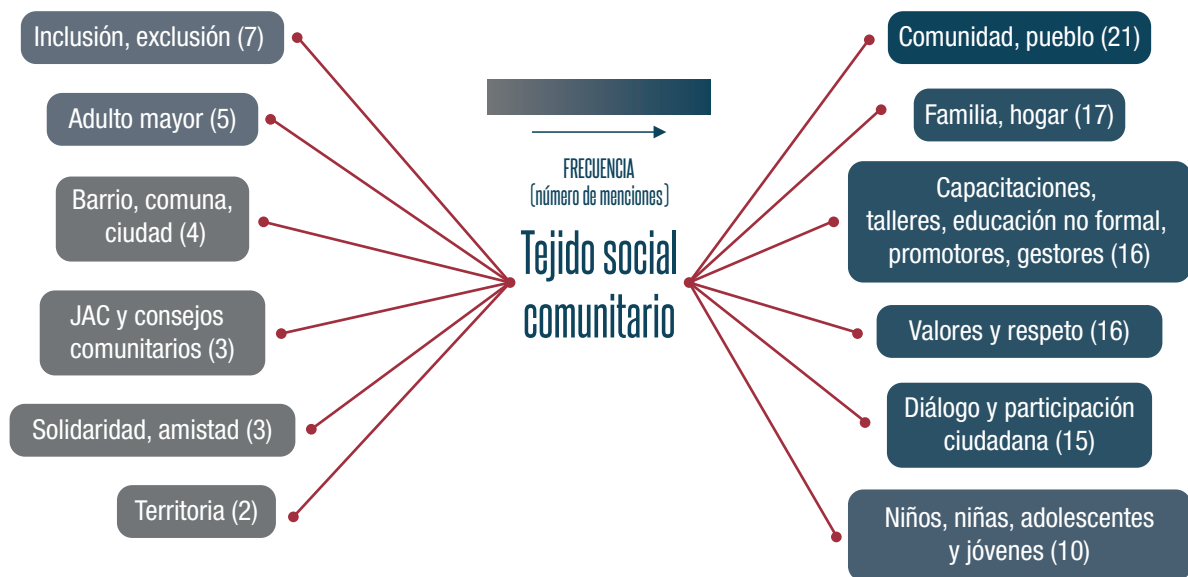 Inclusión, exclusión (7)
Adulto mayor (5)
Barrio, comuna,
ciudad (4)
JAC y consejos
comunitarios (3)
Solidaridad, amistad (3)
Territoria (2)
FRECUENCIA
(número de menciones)
Tejido social
comunitario
Comunidad, pueblo (21)
Familia, hogar (17)
Capacitaciones,
talleres, educación no formal,
promotores, gestores (16)
Valores y respeto (16)
Diálogo y participación
ciudadana (15)
Niños, niñas, adolescentes
y jóvenes (10)